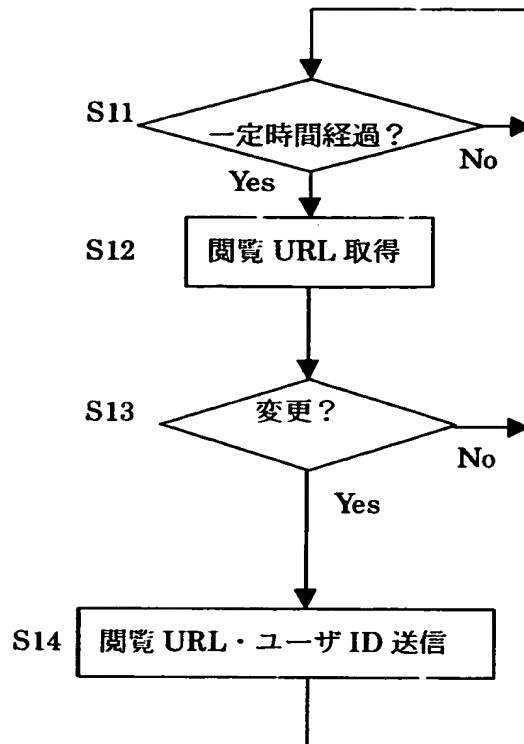 S11
一定時間経過？
No
Yes
S12
閲覧 URL 取得
S13
変更？
No
Yes
S14
閲覧 URL・ユーザ ID 送信